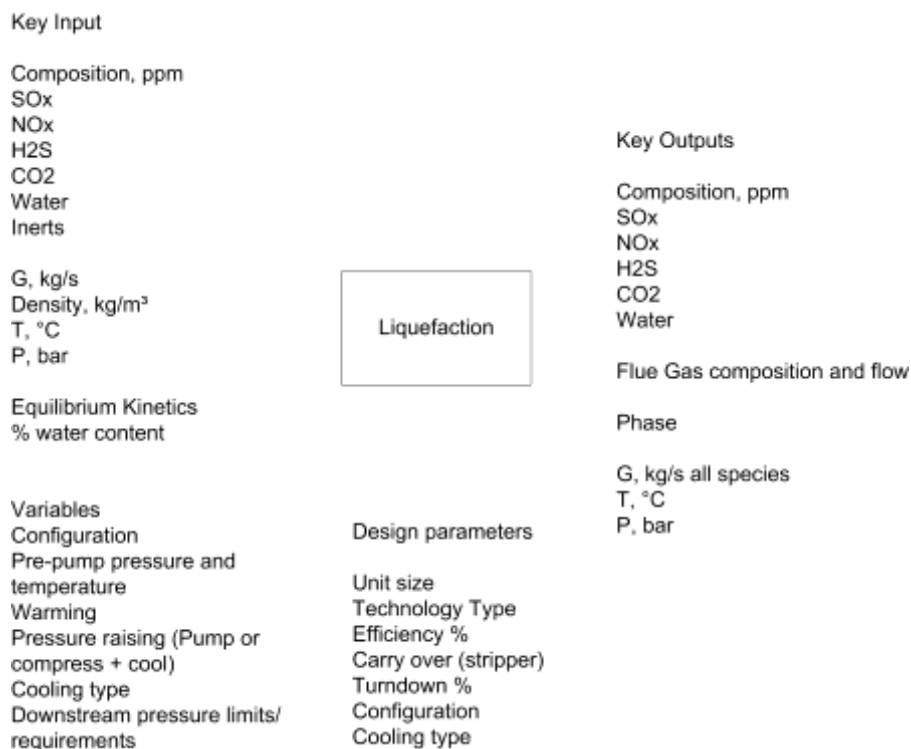 Key Input
Composition, ppm
SOx
NOx
H2S
CO2
Water
Inerts
G, kg/s
Density, kg/m³
T, °C
P, bar
Equilibrium Kinetics
% water content
Variables
Configuration
Pre-pump pressure and
temperature
Warming
Pressure raising (Pump or
compress + cool)
Cooling type
Downstream pressure limits/
requirements
Liquefaction
Design parameters
Unit size
Technology Type
Efficiency %
Carry over (stripper)
Turndown %
Configuration
Cooling type
Key Outputs
Composition, ppm
SOx
NOx
H2S
CO2
Water
Flue Gas composition and flow
Phase
G, kg/s all species
T, °C
P, bar